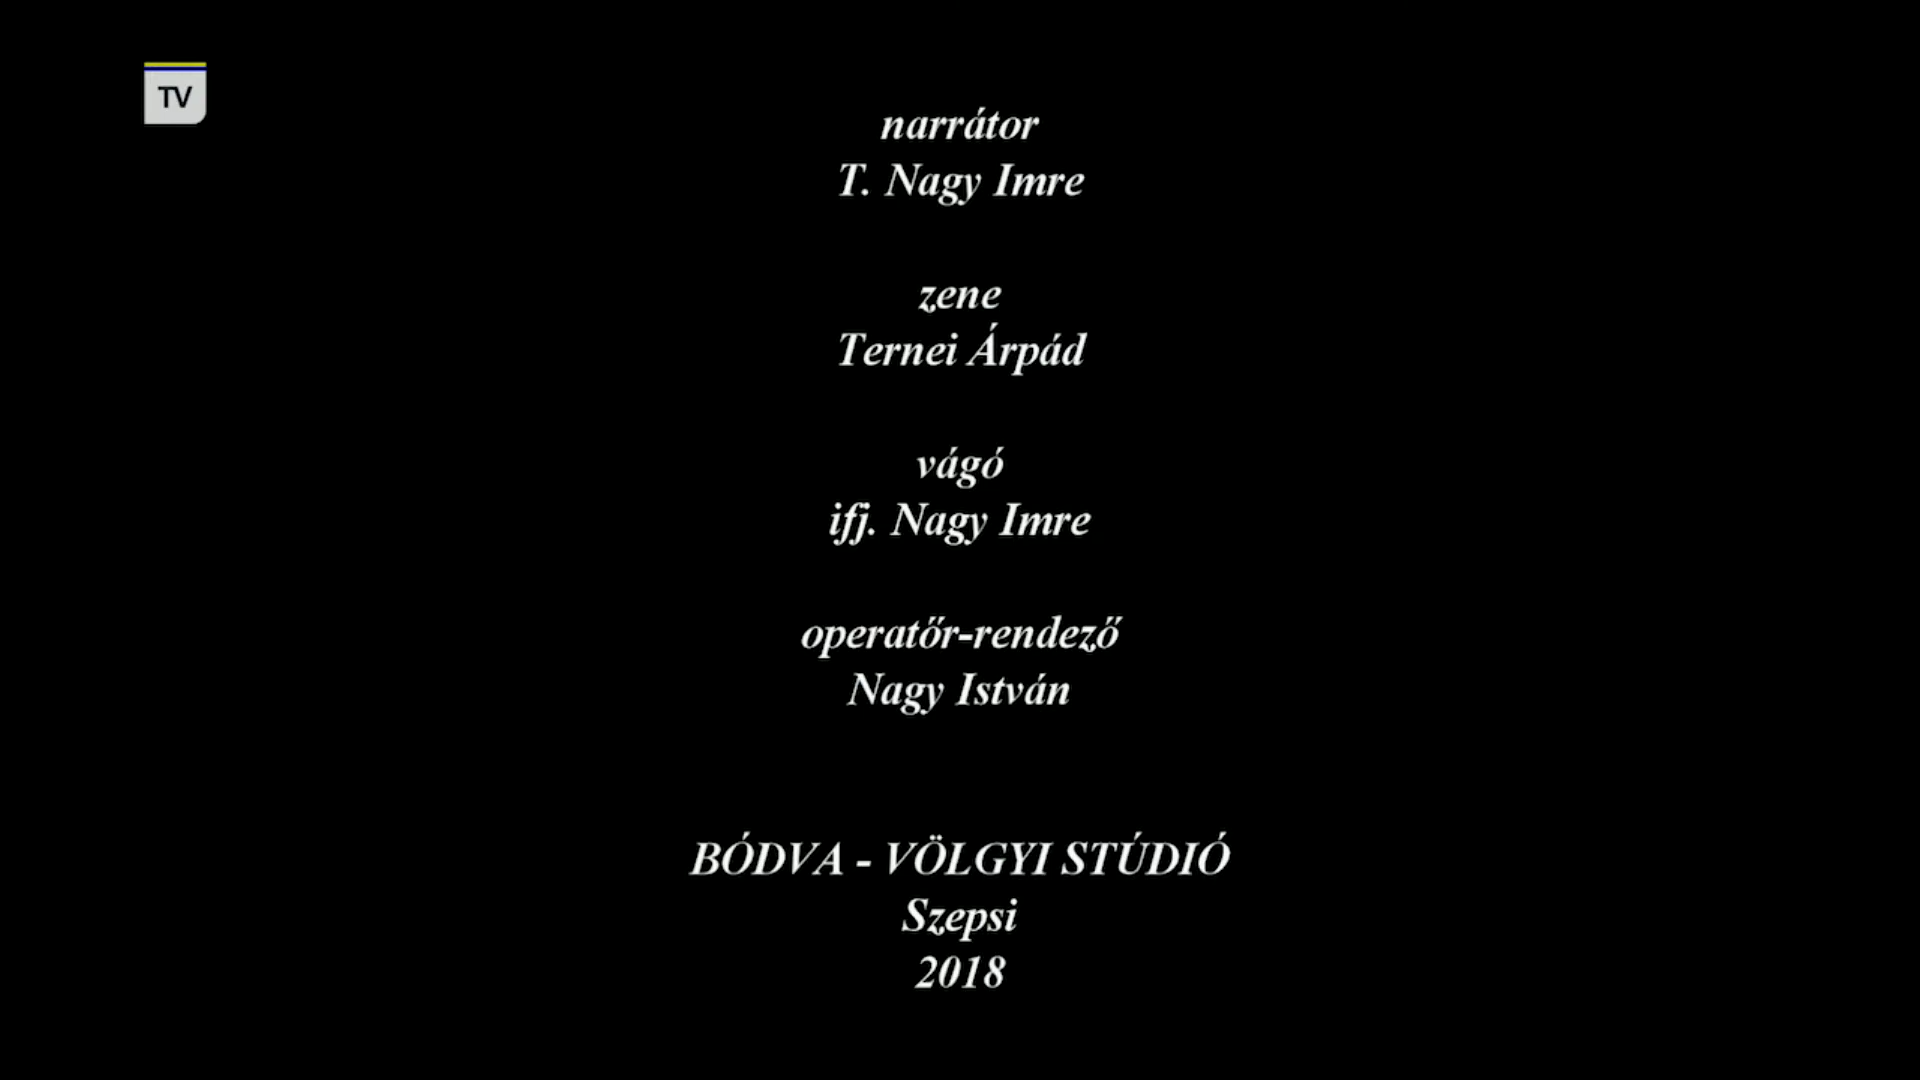 TV
narrátor
T. Nagy Imre
zene
Ternei Árpád
vágó
ifj. Nagy Imre
operatőr-rendező
Nagy István
BÓDVA - VÖLGYI STÚDIÓ
Szepsi
2018